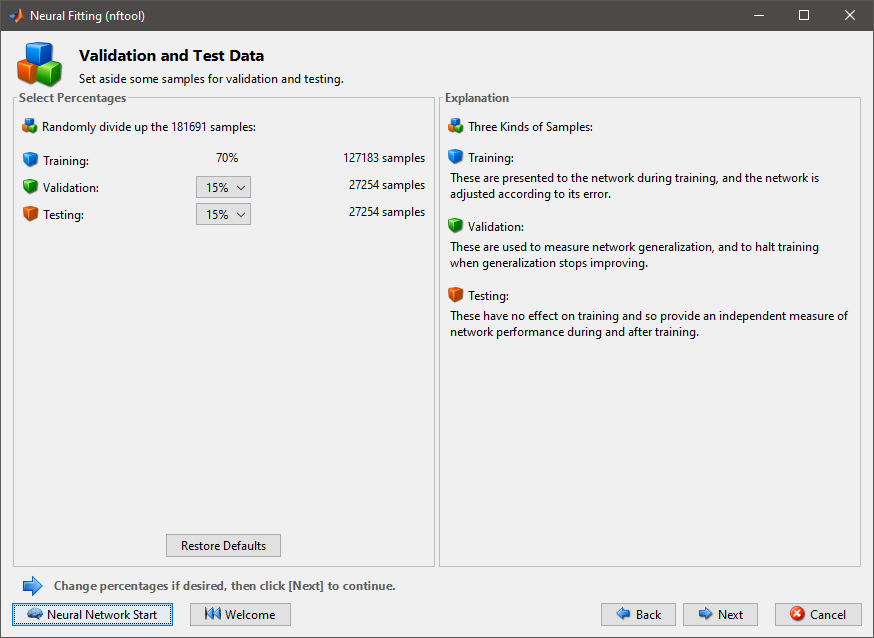 Neural Fitting (nftool)
Validation and Test Data
Set aside some samples for validation and testing.
Select Percentages
Randomly divide up the 181691 samples:
Training: 70% 127183 samples
Validation: 15% 27254 samples
Testing: 15% 27254 samples
Restore Defaults
Explanation
Three Kinds of Samples:
Training:
These are presented to the network during training, and the network is
adjusted according to its error.
Validation:
These are used to measure network generalization, and to halt training
when generalization stops improving.
Testing:
These have no effect on training and so provide an independent measure of
network performance during and after training.
Change percentages if desired, then click [Next] to continue.
Neural Network Start Welcome Back Next Cancel